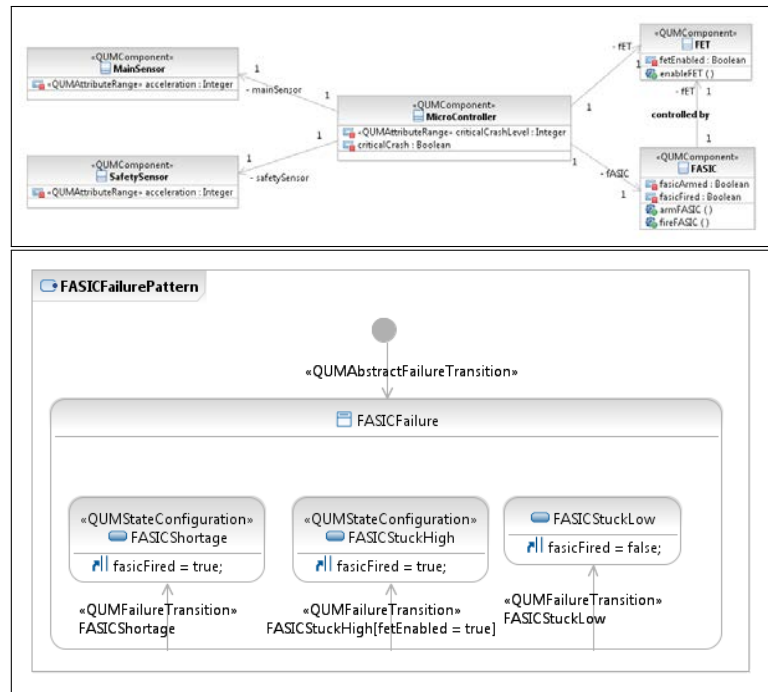 «QUMComponent»
MainSensor
«QUMAttributeRange» acceleration : Integer
1
- mainSensor
1
«QUMComponent»
SafetySensor
«QUMAttributeRange» acceleration : Integer
1
- safetySensor
1
«QUMComponent»
MicroController
«QUMAttributeRange» criticalCrashLevel : Integer
criticalCrash : Boolean
- fET
1
1
«QUMComponent»
FET
fetEnabled : Boolean
enableFET ( )
- fET
1
controlled by
1
1
- fASIC
1
«QUMComponent»
FASIC
fasicArmed : Boolean
fasicFired : Boolean
armFASIC ( )
fireFASIC ( )
FASICFailurePattern
«QUMAbstractFailureTransition»
FASICFailure
«QUMStateConfiguration»
FASICShortage
fasicFired = true;
«QUMStateConfiguration»
FASICStuckHigh
fasicFired = true;
FASICStuckLow
fasicFired = false;
«QUMFailureTransition»
FASICShortage
«QUMFailureTransition»
FASICStuckHigh[fetEnabled = true]
«QUMFailureTransition»
FASICStuckLow